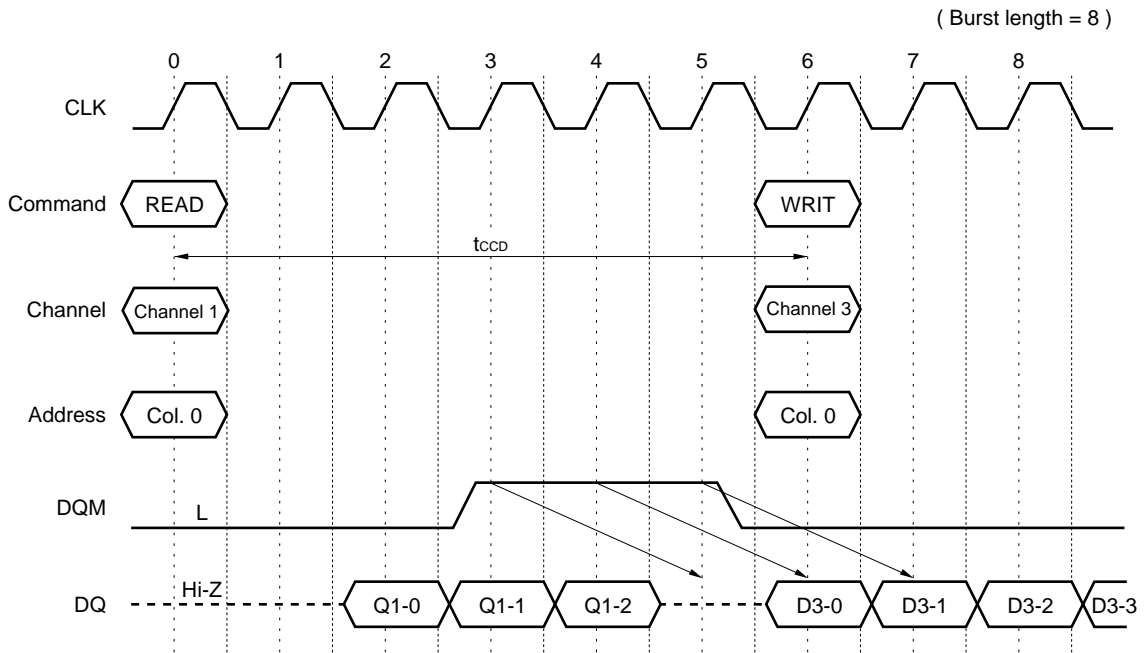 ( Burst length = 8 )
0 1 2 3 4 5 6 7 8
CLK
Command READ WRIT
tCCD
Channel Channel 1 Channel 3
Address Col. 0 Col. 0
DQM L
Hi-Z
DQ Q1-0 Q1-1 Q1-2 D3-0 D3-1 D3-2 D3-3